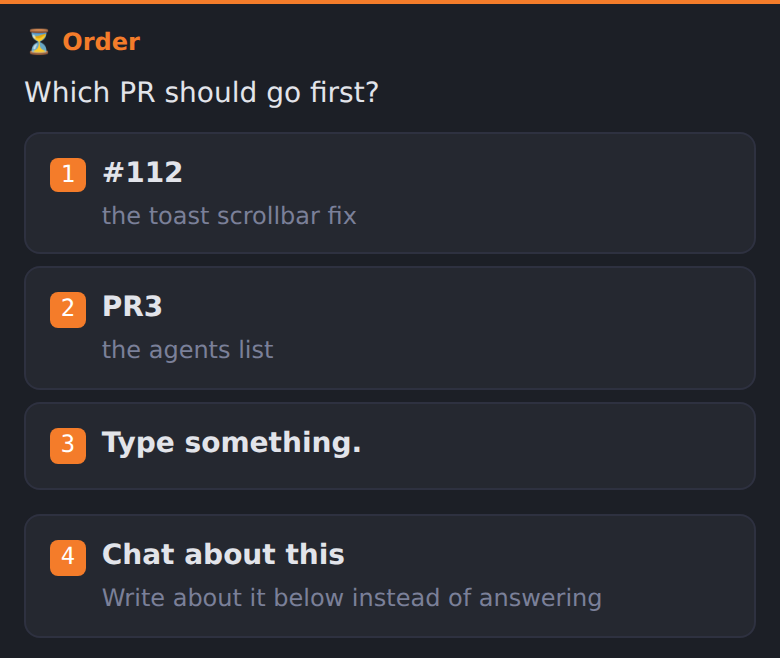 ⏳ Order
Which PR should go first?
1 #112
the toast scrollbar fix
2 PR3
the agents list
3 Type something.
4 Chat about this
Write about it below instead of answering